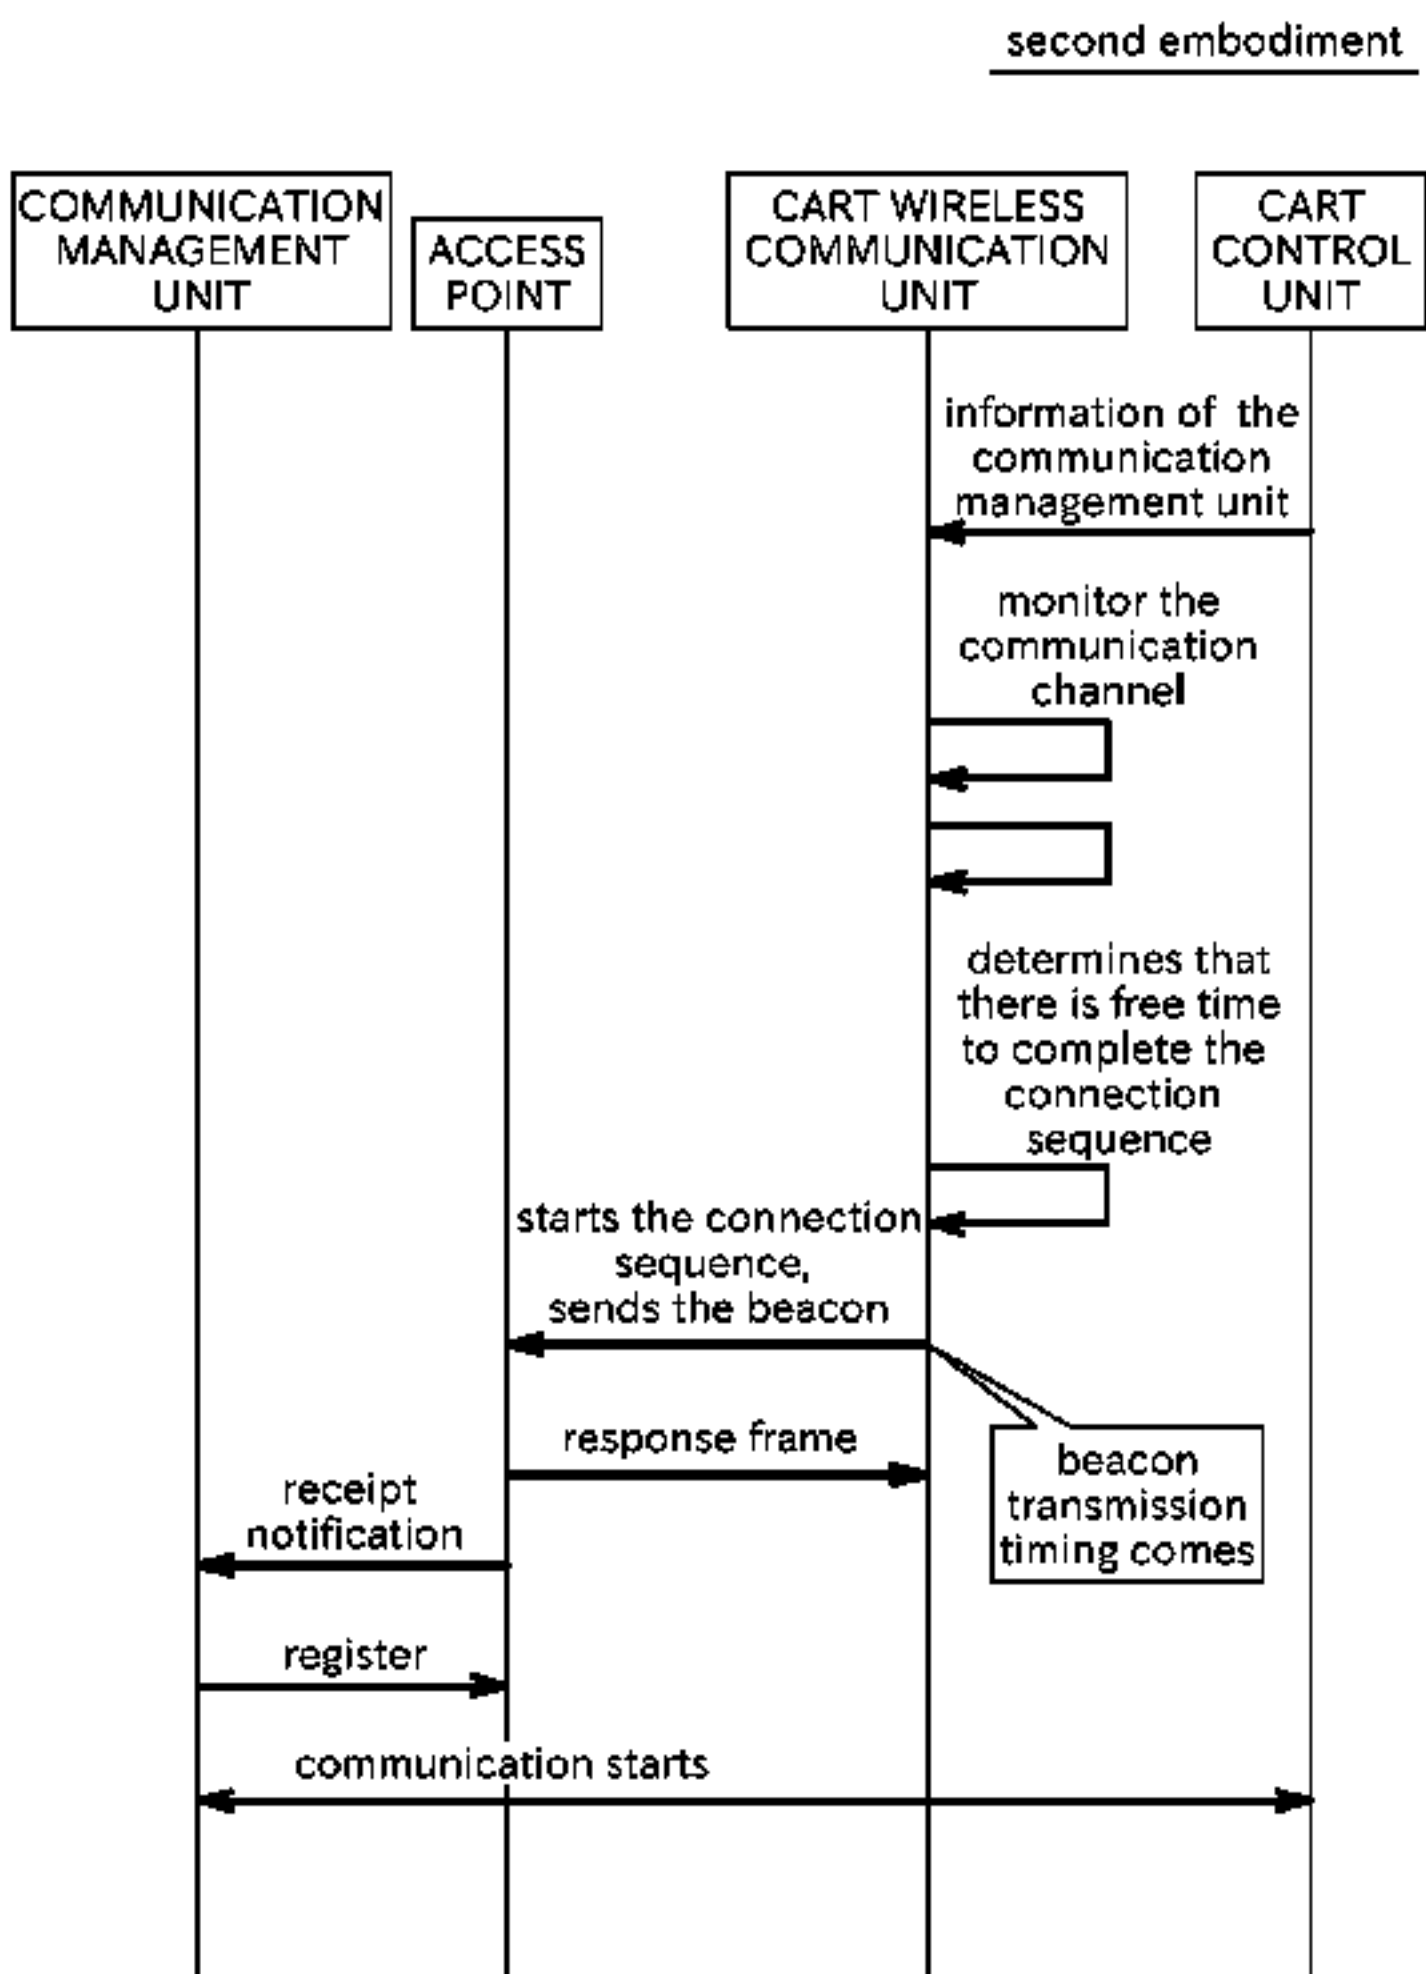 second embodiment
COMMUNICATION
MANAGEMENT
UNIT
ACCESS
POINT
CART WIRELESS
COMMUNICATION
UNIT
CART
CONTROL
UNIT
information of the
communication
management unit
monitor the
communication
channel
determines that
there is free time
to complete the
connection
sequence
starts the connection
sequence,
sends the beacon
response frame
beacon
transmission
timing comes
receipt
notification
register
communication starts